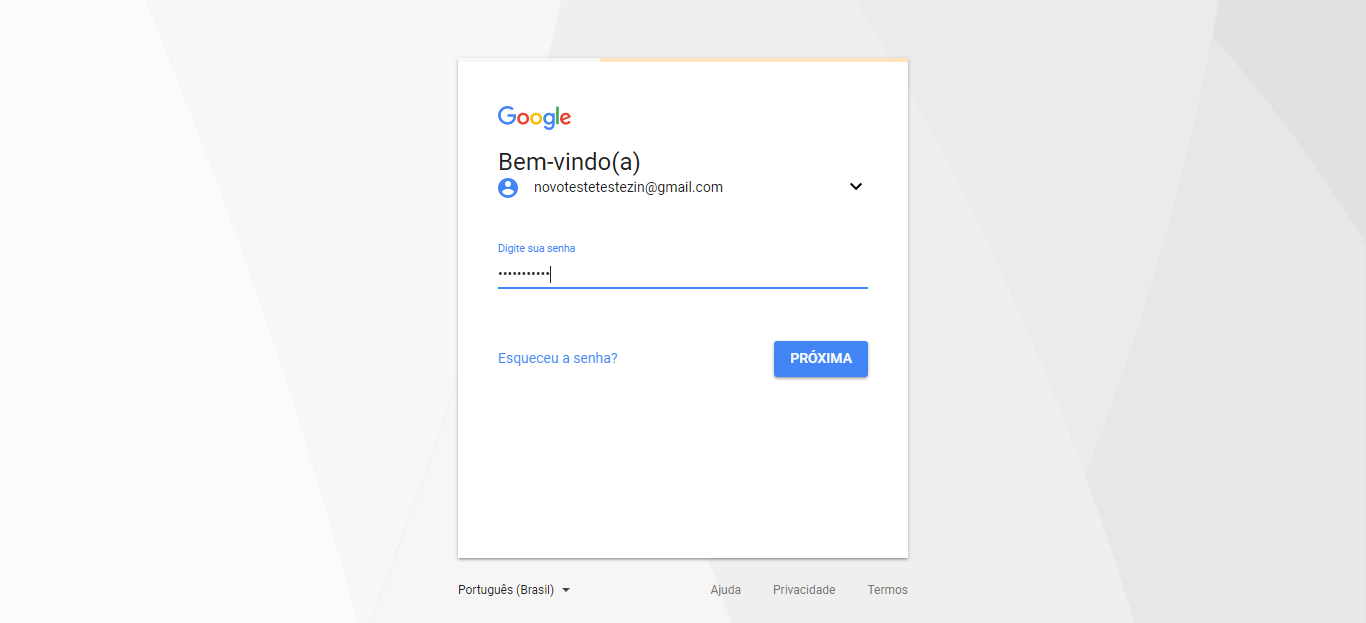 Google
Bem-vindo(a)
novotestetestezin@gmail.com
Digite sua senha
•••••••••••
Esqueceu a senha?
PRÓXIMA
Português (Brasil)
Ajuda Privacidade Termos